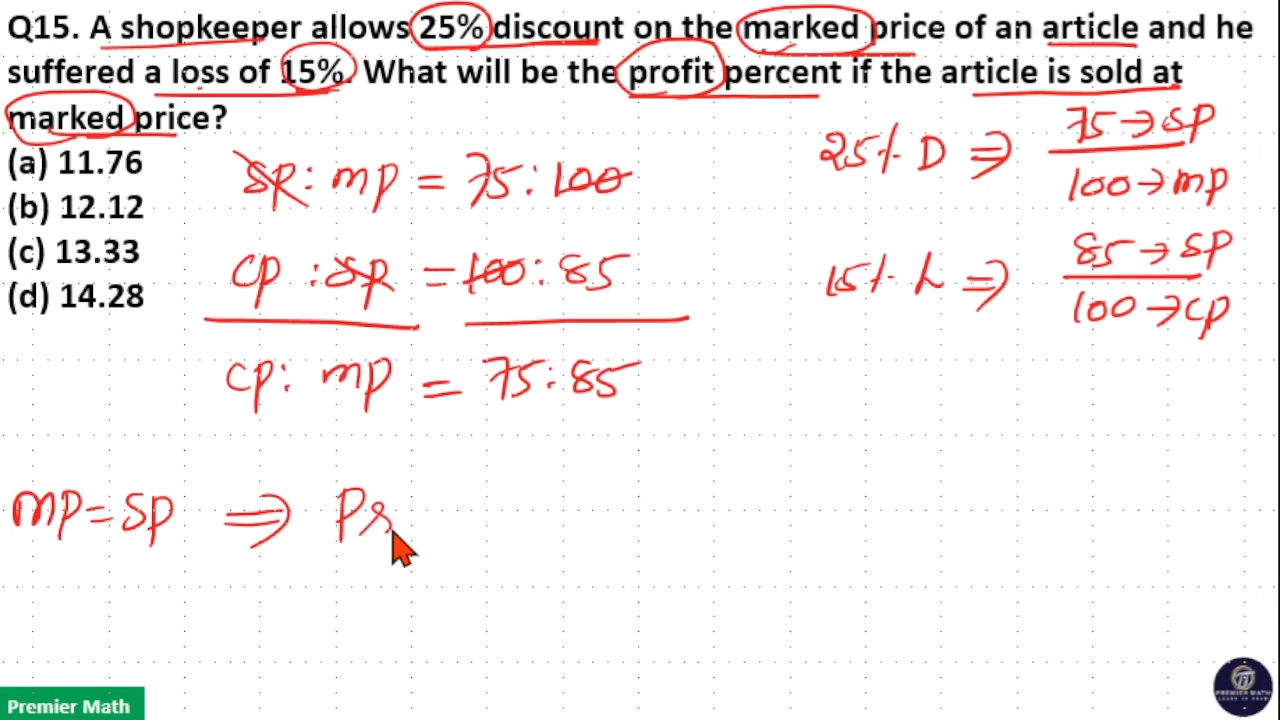 Q15. A shopkeeper allows 25% discount on the marked price of an article and he
suffered a loss of 15%. What will be the profit percent if the article is sold at
marked price?
(a) 11.76
(b) 12.12
(c) 13.33
(d) 14.28
SP : MP = 75 : 100
CP : SP = 100 : 85
CP : MP = 75 : 85
25% D ⇒ 75 → SP
100 → MP
15% L ⇒ 85 → SP
100 → CP
MP = SP ⇒ Pr
Premier Math
PREMIER MATH